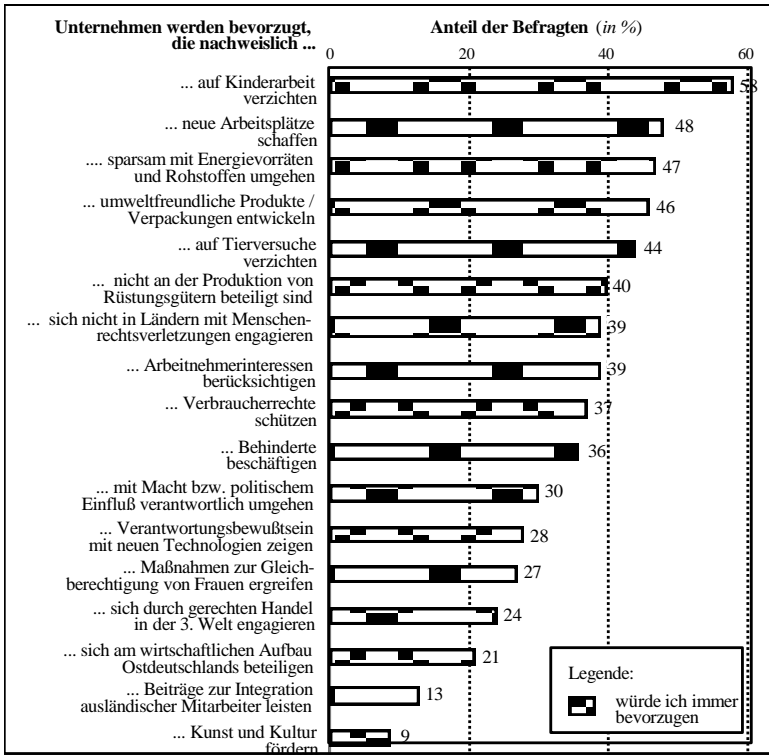 Unternehmen werden bevorzugt,
die nachweislich ...
Anteil der Befragten (in %)
0 20 40 60
... auf Kinderarbeit
verzichten
58
... neue Arbeitsplätze
schaffen
48
.... sparsam mit Energievorräten
und Rohstoffen umgehen
47
... umweltfreundliche Produkte /
Verpackungen entwickeln
46
... auf Tierversuche
verzichten
44
... nicht an der Produktion von
Rüstungsgütern beteiligt sind
40
... sich nicht in Ländern mit Menschen-
rechtsverletzungen engagieren
39
... Arbeitnehmerinteressen
berücksichtigen
39
... Verbraucherrechte
schützen
37
... Behinderte
beschäftigen
36
... mit Macht bzw. politischem
Einfluß verantwortlich umgehen
30
... Verantwortungsbewußtsein
mit neuen Technologien zeigen
28
... Maßnahmen zur Gleich-
berechtigung von Frauen ergreifen
27
... sich durch gerechten Handel
in der 3. Welt engagieren
24
... sich am wirtschaftlichen Aufbau
Ostdeutschlands beteiligen
21
... Beiträge zur Integration
ausländischer Mitarbeiter leisten
13
... Kunst und Kultur
fördern
9
Legende:
würde ich immer
bevorzugen